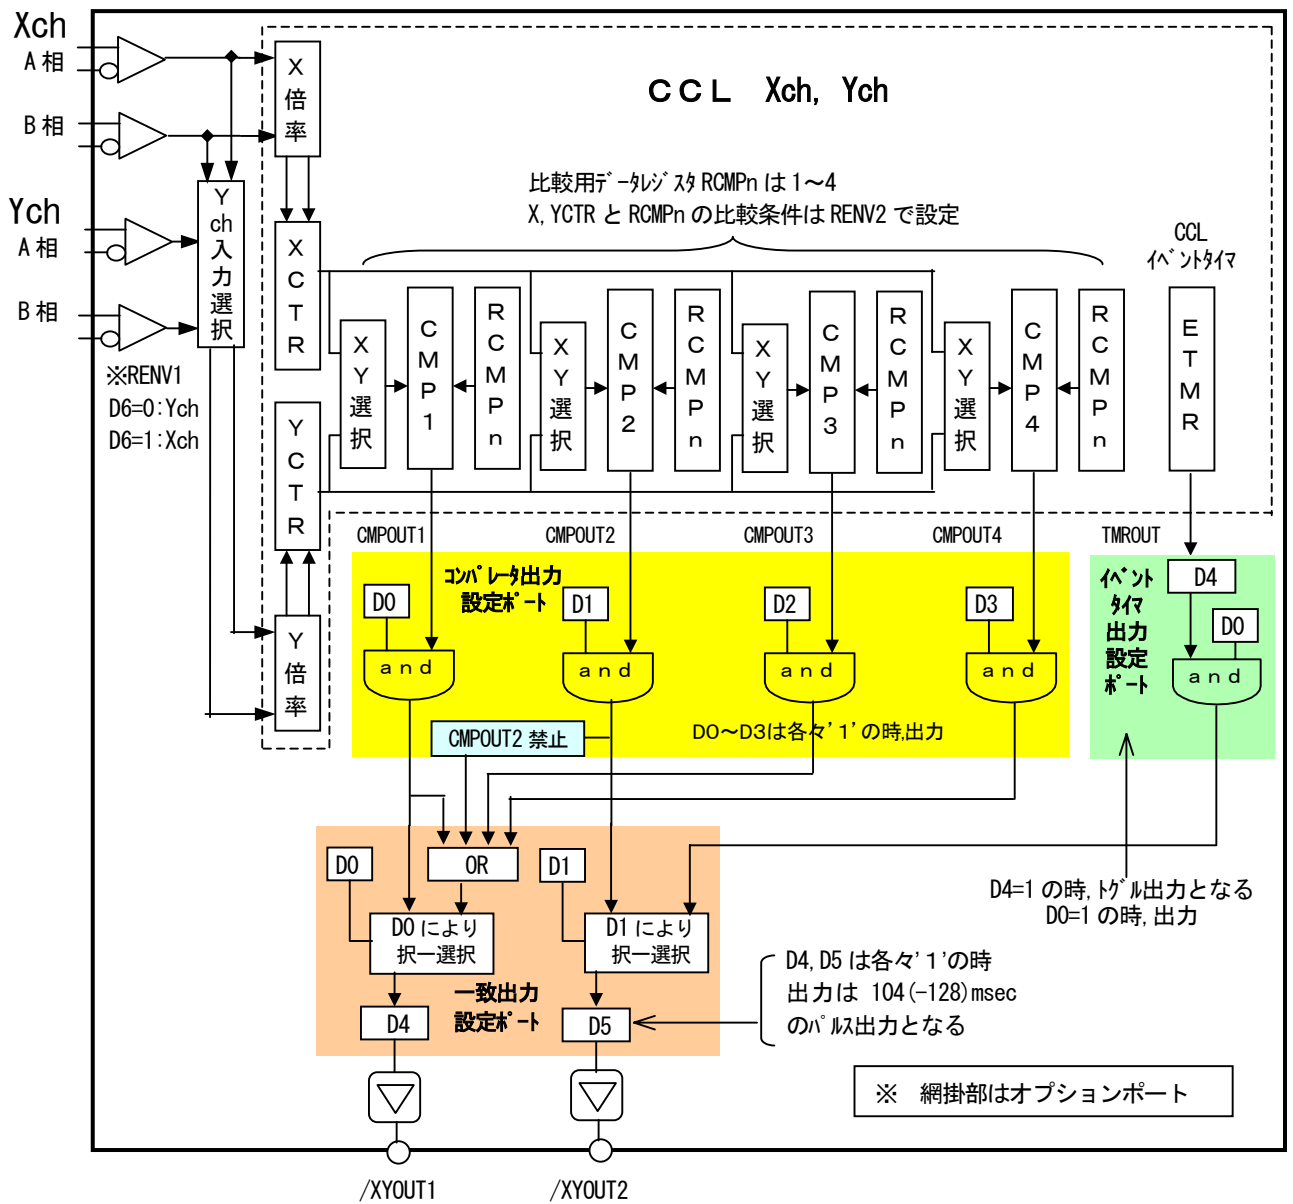 Xch
A 相
B 相
Ych
A 相
B 相
※RENV1
D6=0:Ych
D6=1:Xch
Ych入力選択
X倍率
XCTR
YCTR
Y倍率
CCL Xch, Ych
比較用ﾃﾞｰﾀﾚｼﾞｽﾀ RCMPn は 1～4
X, YCTR と RCMPn の比較条件は RENV2 で設定
CCL
ｲﾍﾞﾝﾄﾀｲﾏ
XY選択
CMP1
RCMPn
XY選択
CMP2
RCMPn
XY選択
CMP3
RCMPn
XY選択
CMP4
RCMPn
ETMR
CMPOUT1
CMPOUT2
CMPOUT3
CMPOUT4
TMROUT
ｺﾝﾊﾟﾚｰﾀ出力
設定ﾎﾟｰﾄ
D0
D1
D2
D3
and
and
and
and
CMPOUT2 禁止
D0～D3は各々'1'の時,出力
ｲﾍﾞﾝﾄ
ﾀｲﾏ
出力
設定
ﾎﾟｰﾄ
D4
D0
and
D4=1 の時,ﾄｸﾞﾙ出力となる
D0=1 の時,出力
D0
OR
D1
D0 により
択一選択
D1 により
択一選択
一致出力
設定ﾎﾟｰﾄ
D4
D5
D4, D5 は各々'1'の時
出力は 104(-128)msec
のﾊﾟﾙｽ出力となる
※ 網掛部はオプションポート
/XYOUT1
/XYOUT2